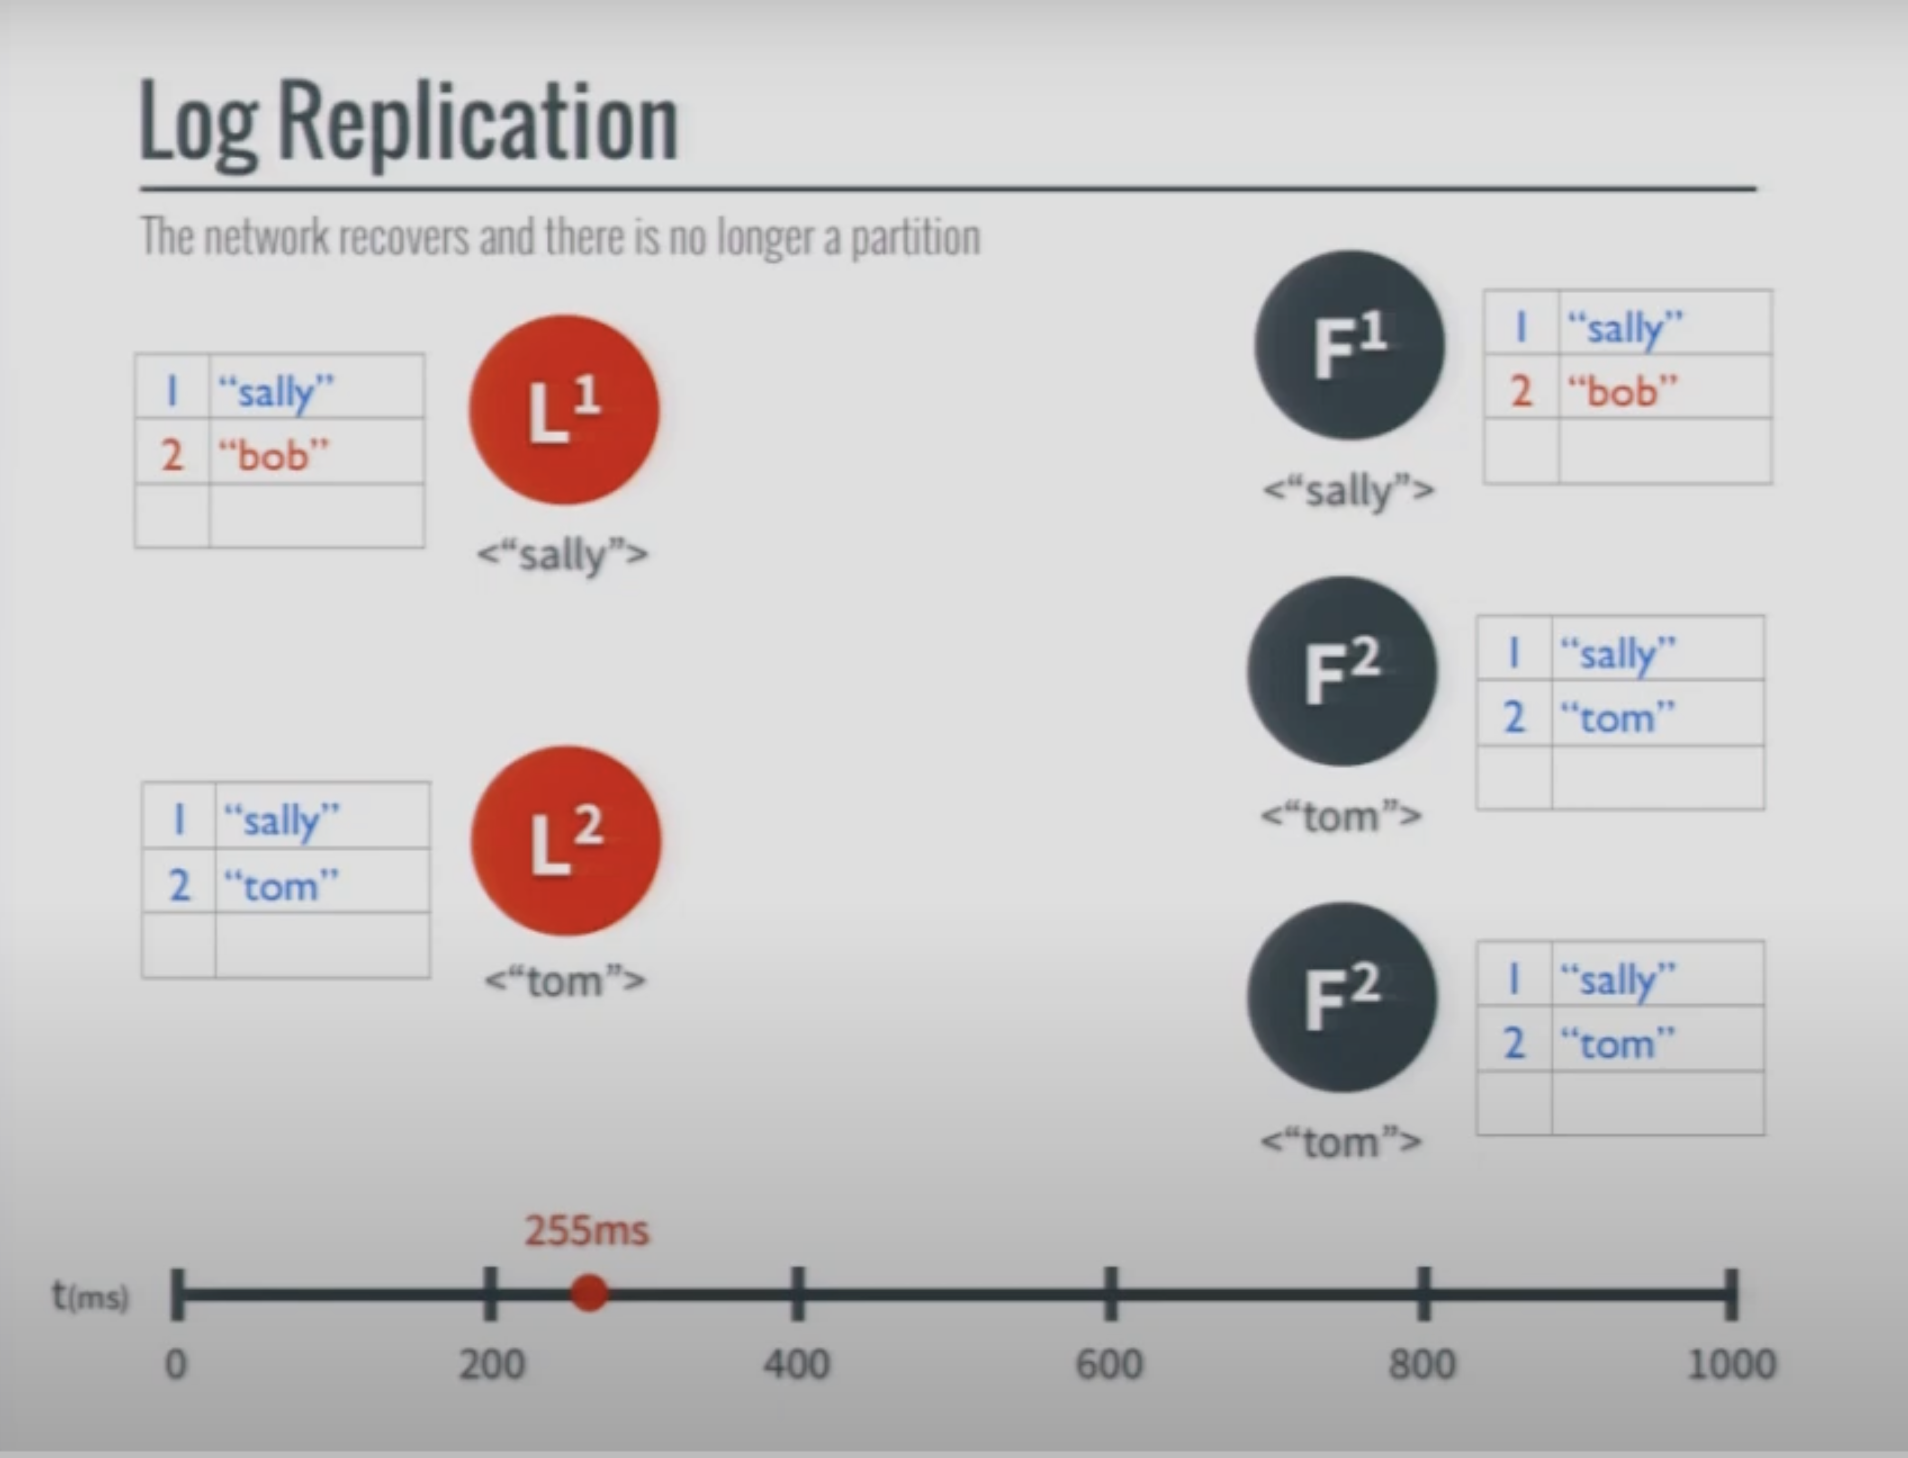 Log Replication
The network recovers and there is no longer a partition
1 “sally”
2 “bob”
L1
<“sally”>
F1
<“sally”>
1 “sally”
2 “bob”
F2
<“tom”>
1 “sally”
2 “tom”
1 “sally”
2 “tom”
L2
<“tom”>
F2
<“tom”>
1 “sally”
2 “tom”
255ms
t(ms)
0 200 400 600 800 1000